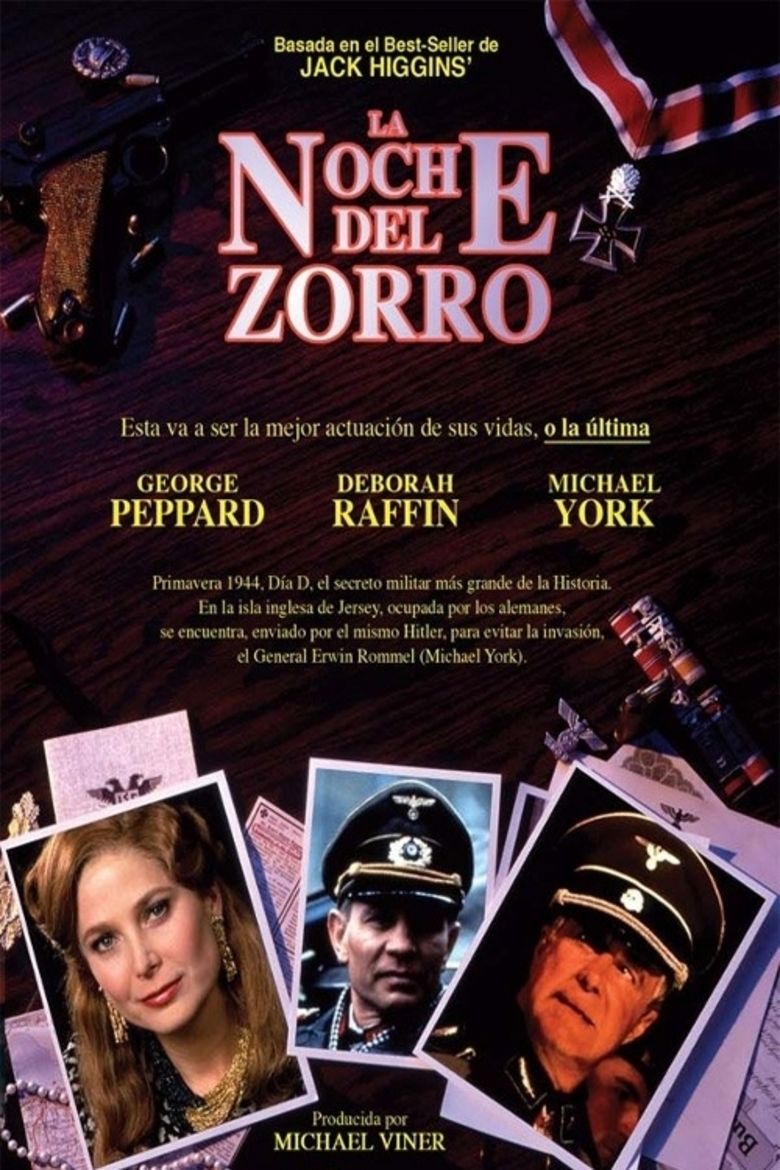 Basada en el Best-Seller de
JACK HIGGINS'
LA
NOCHE
DEL
ZORRO
Esta va a ser la mejor actuación de sus vidas, o la última
GEORGE
PEPPARD
DEBORAH
RAFFIN
MICHAEL
YORK
Primavera 1944, Día D, el secreto militar más grande de la Historia.
En la isla inglesa de Jersey, ocupada por los alemanes,
se encuentra, enviado por el mismo Hitler, para evitar la invasión,
el General Erwin Rommel (Michael York).
Producida por
MICHAEL VINER